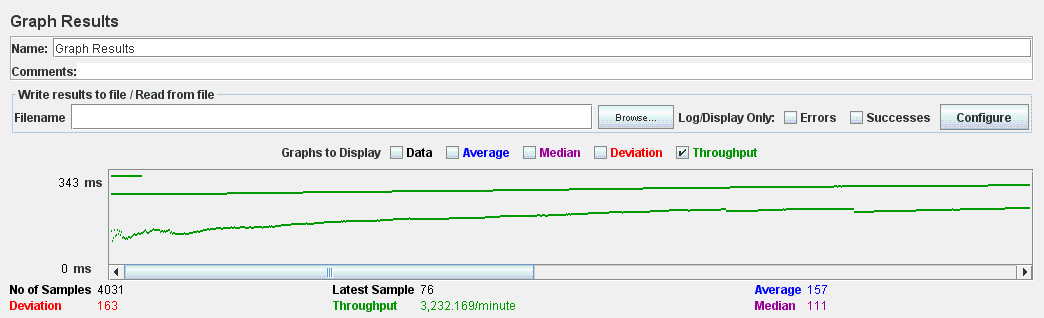 Graph Results
Name: Graph Results
Comments:
Write results to file / Read from file
Filename Browse... Log/Display Only: Errors Successes Configure
Graphs to Display Data Average Median Deviation Throughput
343 ms
0 ms
No of Samples 4031 Latest Sample 76 Average 157
Deviation 163 Throughput 3,232.169/minute Median 111